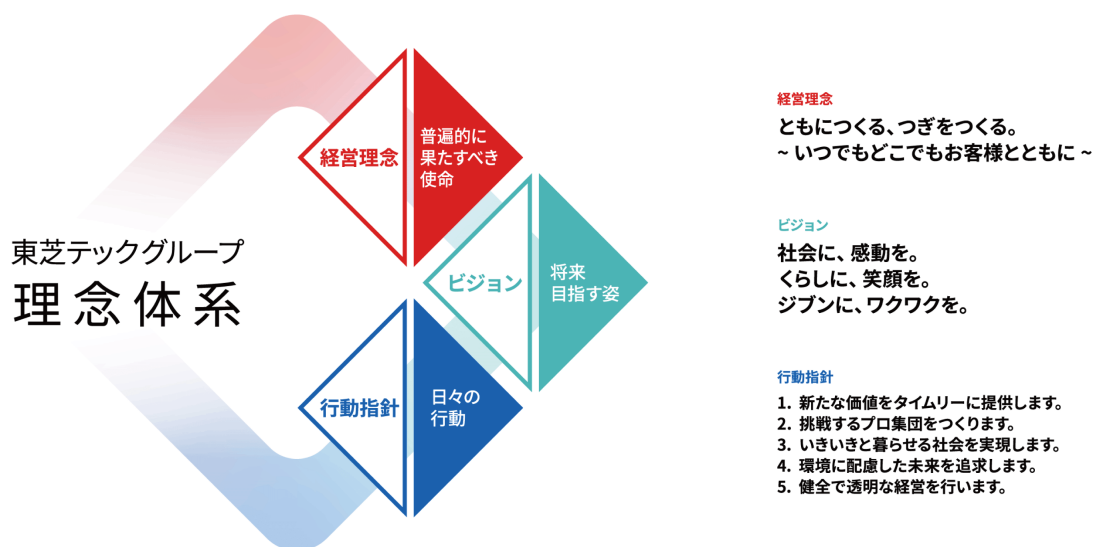 東芝テックグループ
理念体系
経営理念
普遍的に
果たすべき
使命
ビジョン
将来
目指す姿
行動指針
日々の
行動
経営理念
ともにつくる、つぎをつくる。
~ いつでもどこでもお客様とともに ~
ビジョン
社会に、感動を。
くらしに、笑顔を。
ジブンに、ワクワクを。
行動指針
1. 新たな価値をタイムリーに提供します。
2. 挑戦するプロ集団をつくります。
3. いきいきと暮らせる社会を実現します。
4. 環境に配慮した未来を追求します。
5. 健全で透明な経営を行います。